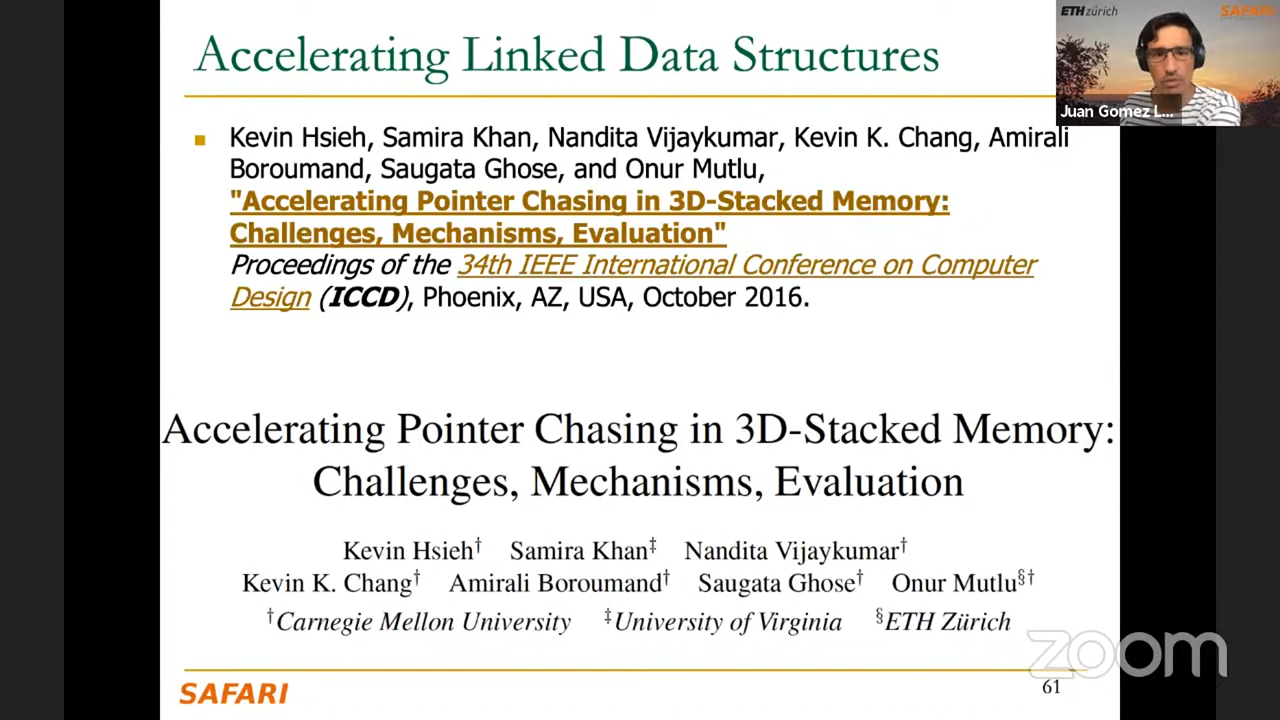 Accelerating Linked Data Structures
ETH zürich
SAFARI
Juan Gomez L...
■ Kevin Hsieh, Samira Khan, Nandita Vijaykumar, Kevin K. Chang, Amirali
Boroumand, Saugata Ghose, and Onur Mutlu,
"Accelerating Pointer Chasing in 3D-Stacked Memory:
Challenges, Mechanisms, Evaluation"
Proceedings of the 34th IEEE International Conference on Computer
Design (ICCD), Phoenix, AZ, USA, October 2016.
Accelerating Pointer Chasing in 3D-Stacked Memory:
Challenges, Mechanisms, Evaluation
Kevin Hsieh† Samira Khan‡ Nandita Vijaykumar†
Kevin K. Chang† Amirali Boroumand† Saugata Ghose† Onur Mutlu§†
†Carnegie Mellon University ‡University of Virginia §ETH Zürich
zoom
SAFARI
61